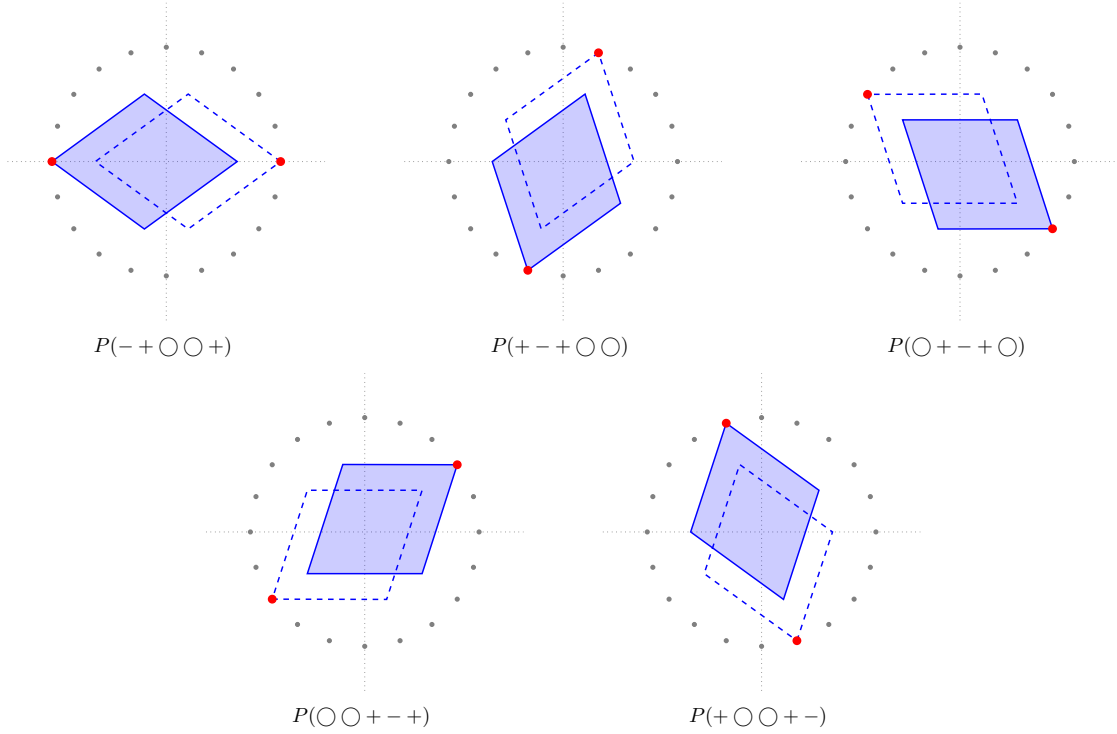 P(− + ◯ ◯ +)
P(+ − + ◯ ◯)
P(◯ + − + ◯)
P(◯ ◯ + − +)
P(+ ◯ ◯ + −)